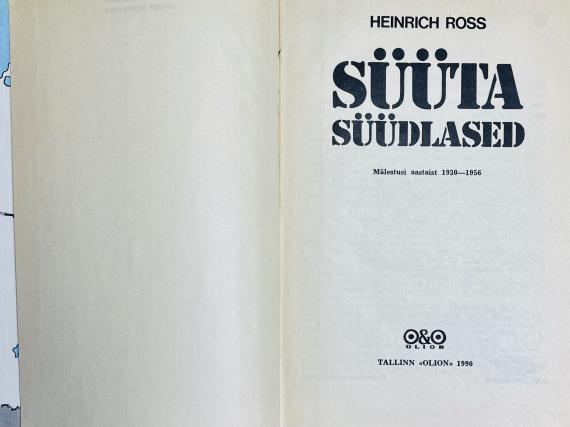 HEINRICH ROSS
SÜÜTA
SÜÜDLASED
Mälestusi aastaist 1930—1956
O&O
OLION
TALLINN «OLION» 1990